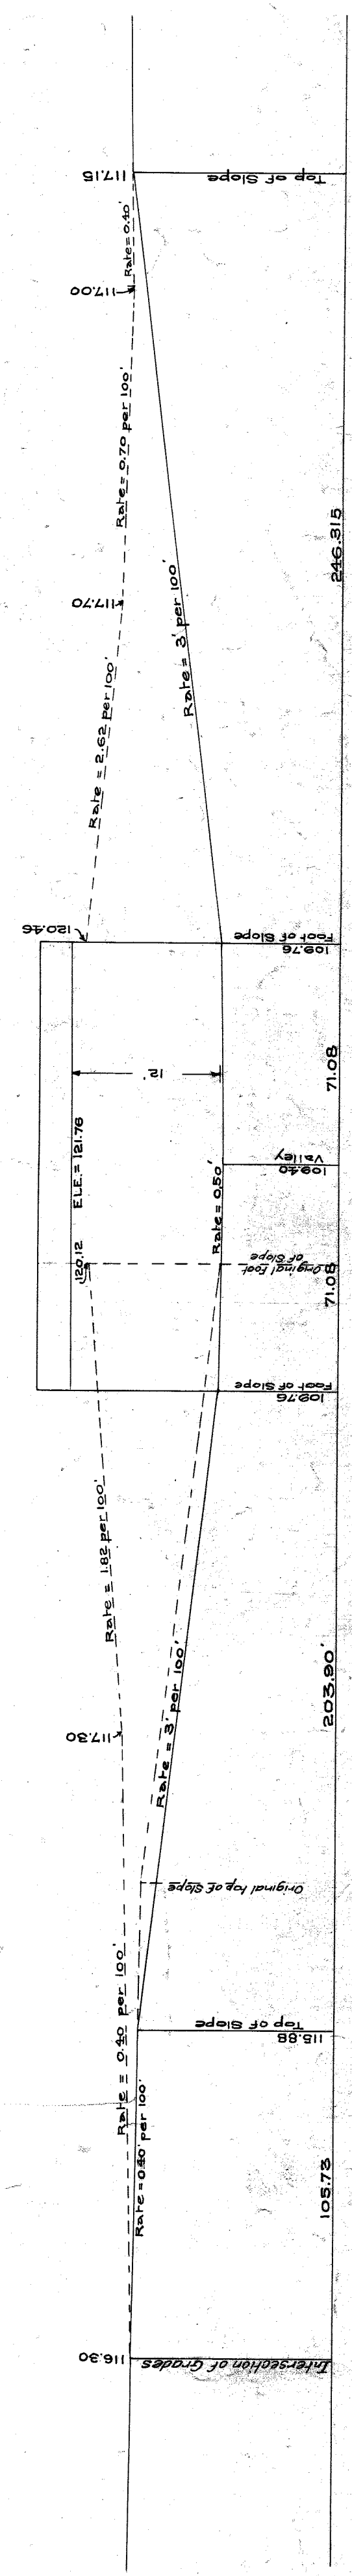 117.15
Top of Slope
Rate = 0.40'
117.00
Rate = 0.70 per 100'
246.315
117.70
Rate = 3' per 100'
Rate = 2.62 per 100'
120.46
Foot of Slope
109.76
12'
71.08
ELE. = 121.76
Valley
109.40
Rate = 0.50'
120.12
Original Foot
of Slope
71.08
Foot of Slope
109.76
Rate = 1.82 per 100'
203.90'
117.30
Rate = 3' per 100'
Original top of Slope
Rate = 0.40 per 100'
Top of Slope
115.88
Rate = 0.40' per 100'
105.73
116.30
Intersection of Grades